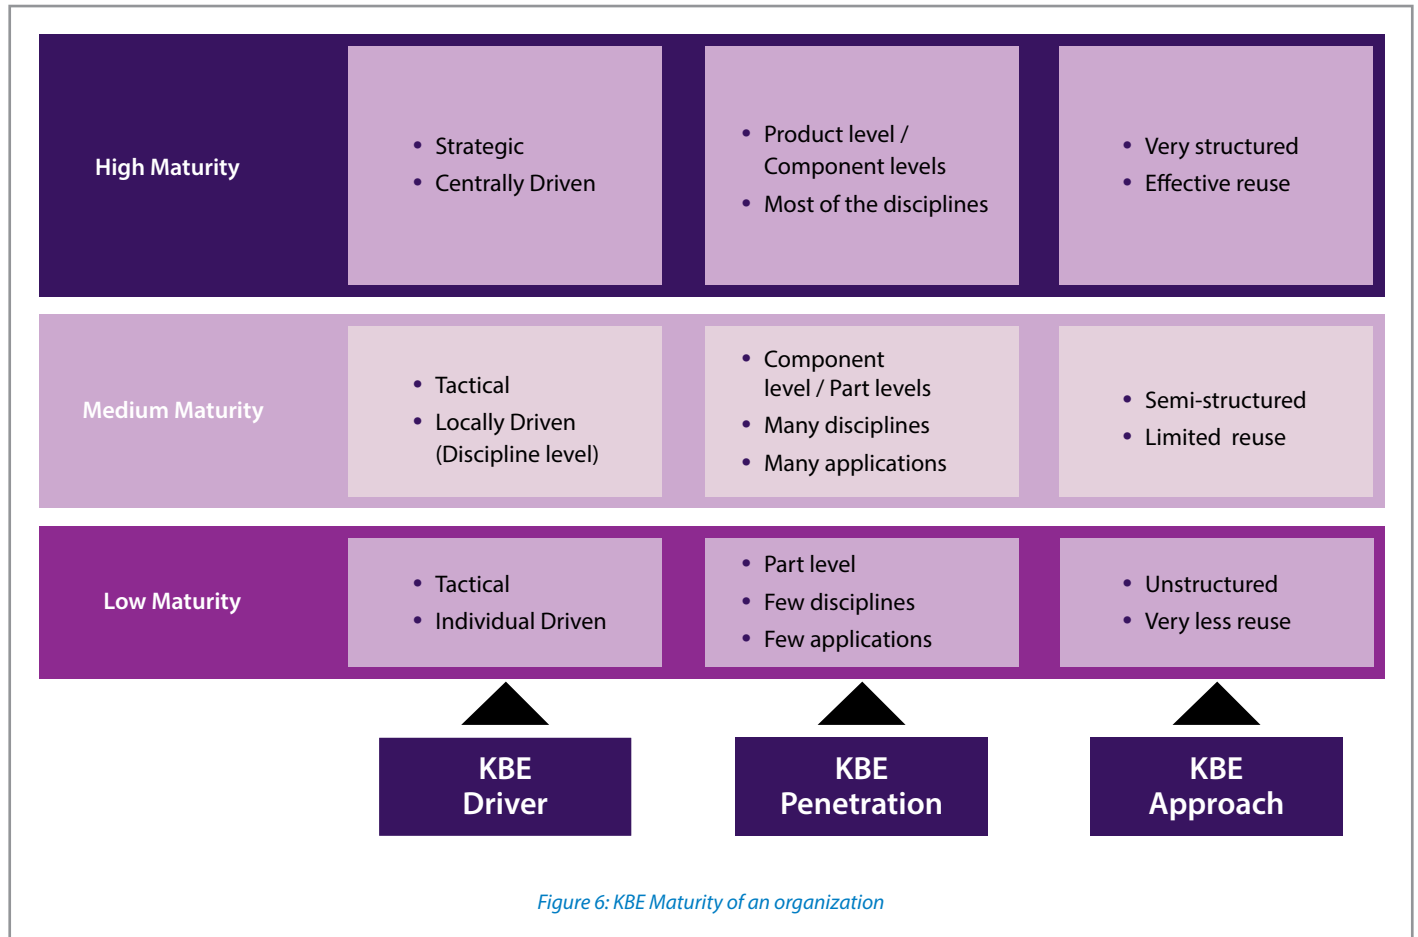 High Maturity
• Strategic
• Centrally Driven
• Product level /
Component levels
• Most of the disciplines
• Very structured
• Effective reuse
Medium Maturity
• Tactical
• Locally Driven
(Discipline level)
• Component
level / Part levels
• Many disciplines
• Many applications
• Semi-structured
• Limited reuse
Low Maturity
• Tactical
• Individual Driven
• Part level
• Few disciplines
• Few applications
• Unstructured
• Very less reuse
KBE
Driver
KBE
Penetration
KBE
Approach
Figure 6: KBE Maturity of an organization